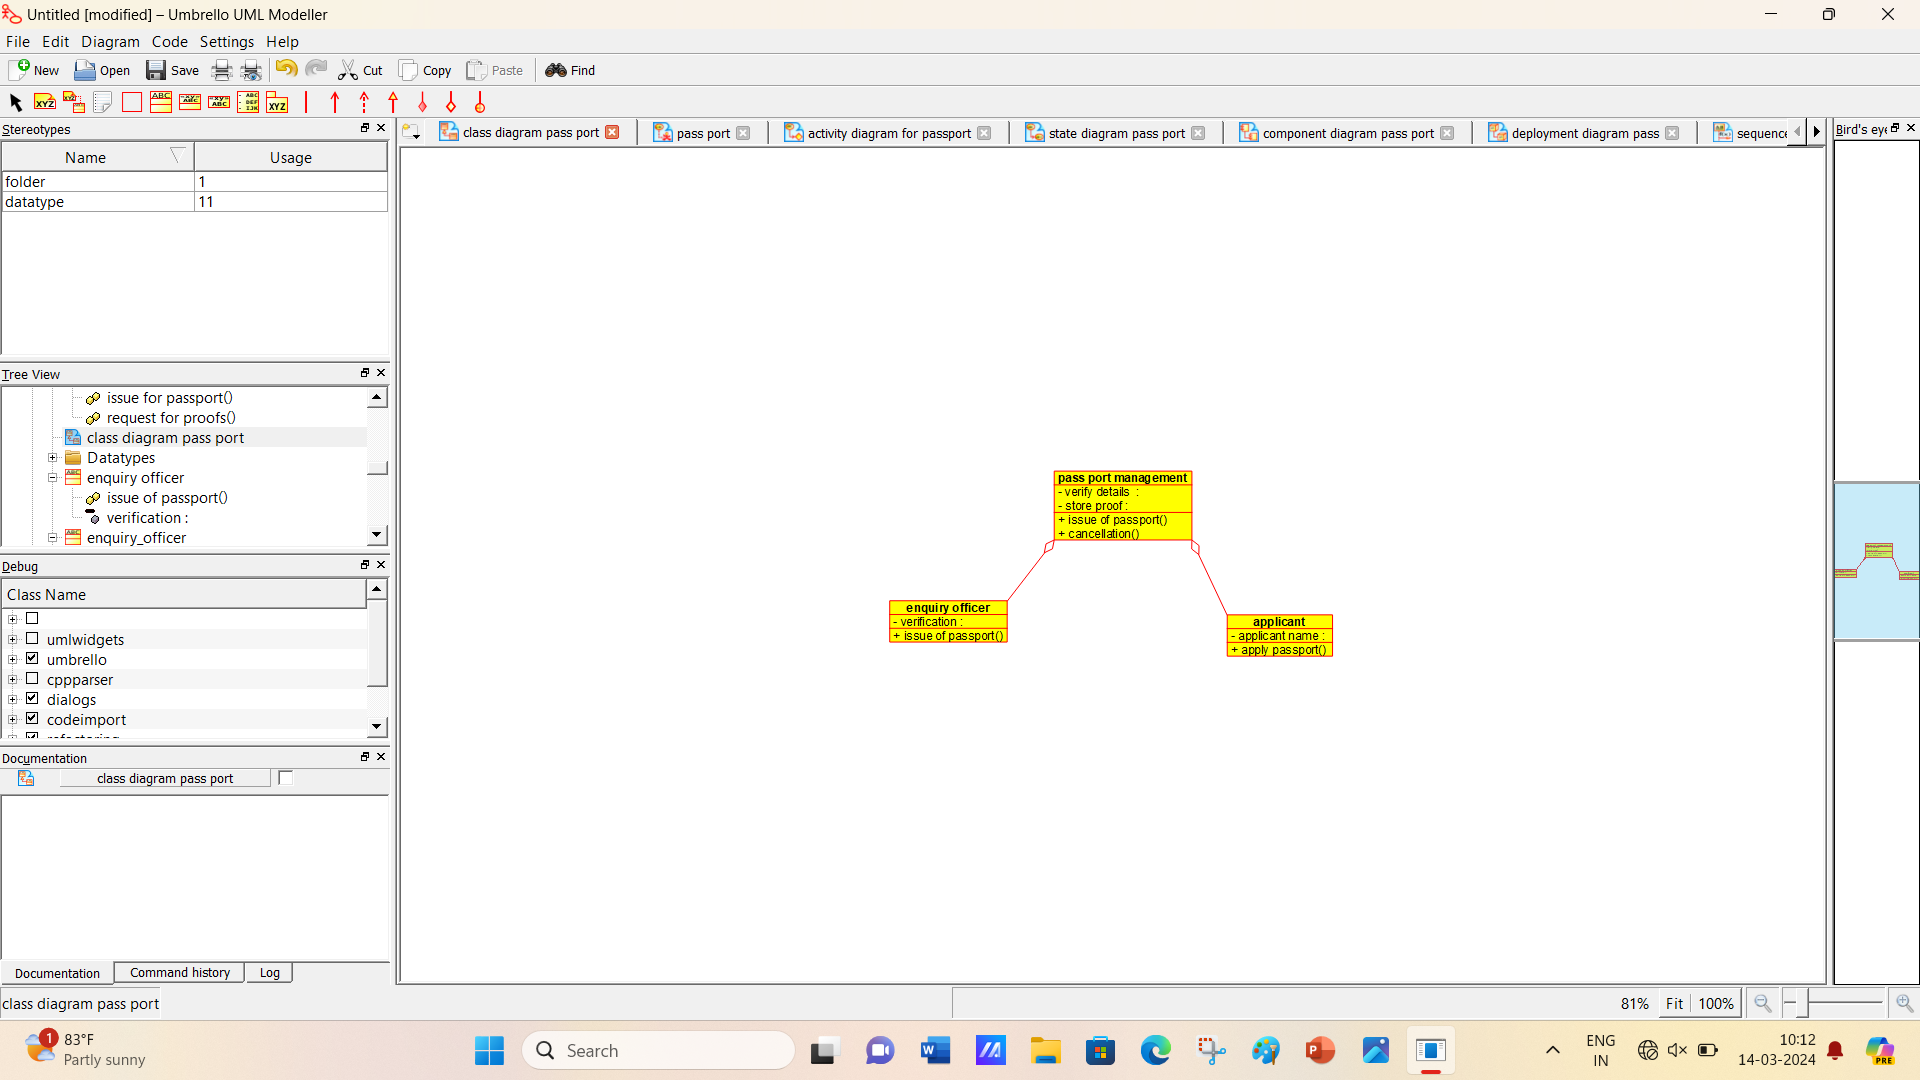 Untitled [modified] – Umbrello UML Modeller
File Edit Diagram Code Settings Help
New Open Save Cut Copy Paste Find
Stereotypes
Name Usage
folder 1
datatype 11
Tree View
issue for passport()
request for proofs()
class diagram pass port
Datatypes
enquiry officer
issue of passport()
verification :
enquiry_officer
Debug
Class Name
umlwidgets
umbrello
cppparser
dialogs
codeimport
Documentation
class diagram pass port
Documentation Command history Log
class diagram pass port
class diagram pass port
pass port
activity diagram for passport
state diagram pass port
component diagram pass port
deployment diagram pass
sequence
Bird's eye
pass port management
- verify details :
- store proof :
+ issue of passport()
+ cancellation()
enquiry officer
- verification :
+ issue of passport()
applicant
- applicant name :
+ apply passport()
81% Fit 100%
1
83°F
Partly sunny
Search
ENG
IN
10:12
14-03-2024
PRE